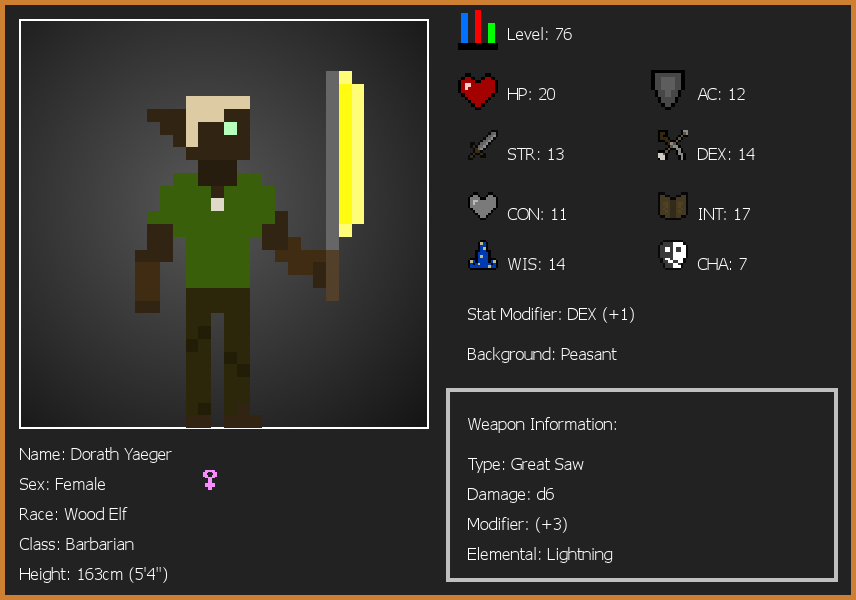 Level: 76
HP: 20
AC: 12
STR: 13
DEX: 14
CON: 11
INT: 17
WIS: 14
CHA: 7
Stat Modifier: DEX (+1)
Background: Peasant
Weapon Information:
Type: Great Saw
Damage: d6
Modifier: (+3)
Elemental: Lightning
Name: Dorath Yaeger
Sex: Female
Race: Wood Elf
Class: Barbarian
Height: 163cm (5'4")